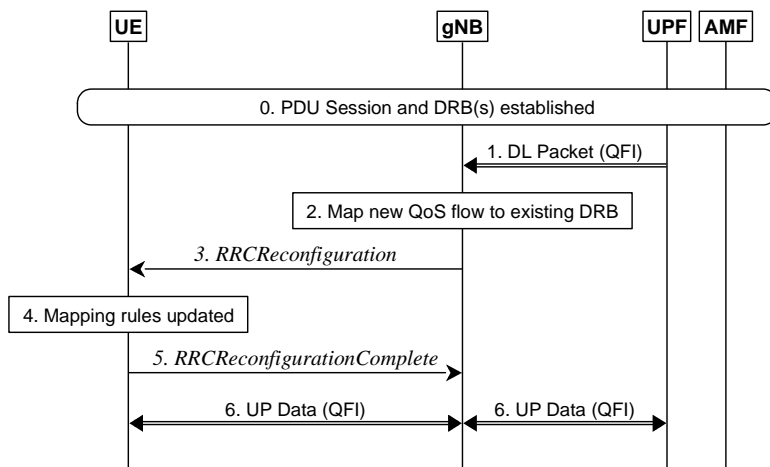 UE
gNB
UPF
AMF
0. PDU Session and DRB(s) established
1. DL Packet (QFI)
2. Map new QoS flow to existing DRB
3. RRCReconfiguration
4. Mapping rules updated
5. RRCReconfigurationComplete
6. UP Data (QFI)
6. UP Data (QFI)